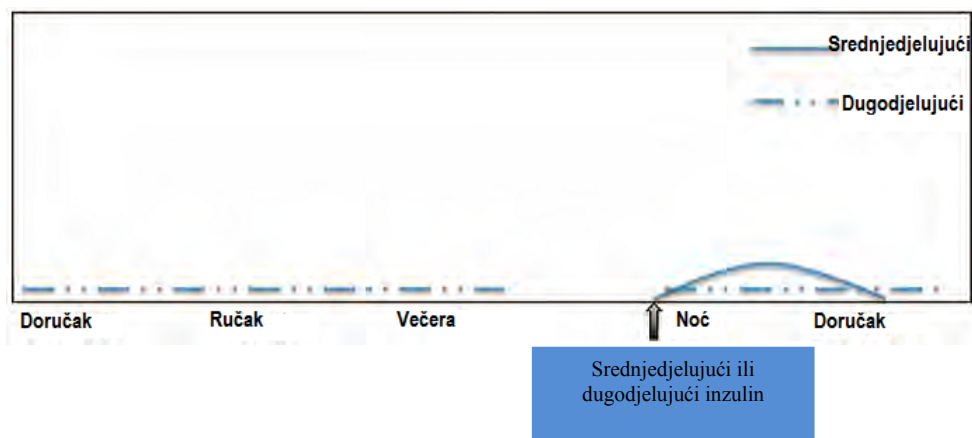 Srednjedjelujući
Dugodjelujući
Doručak
Ručak
Večera
Noć
Doručak
Srednjedjelujući ili
dugodjelujući inzulin